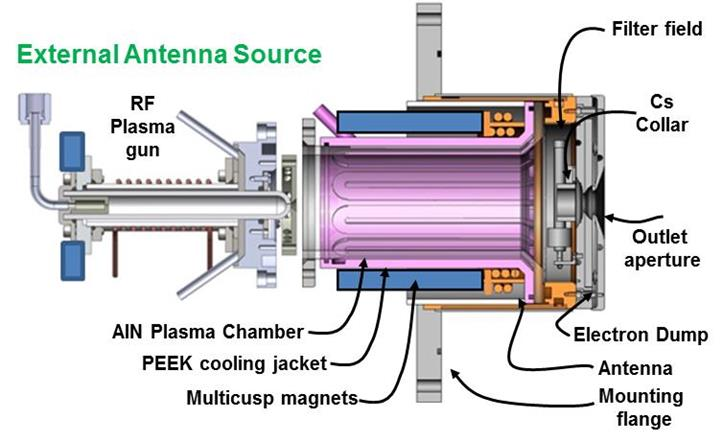 External Antenna Source
RF
Plasma
gun
Filter field
Cs
Collar
Outlet
aperture
AlN Plasma Chamber
PEEK cooling jacket
Multicusp magnets
Electron Dump
Antenna
Mounting
flange